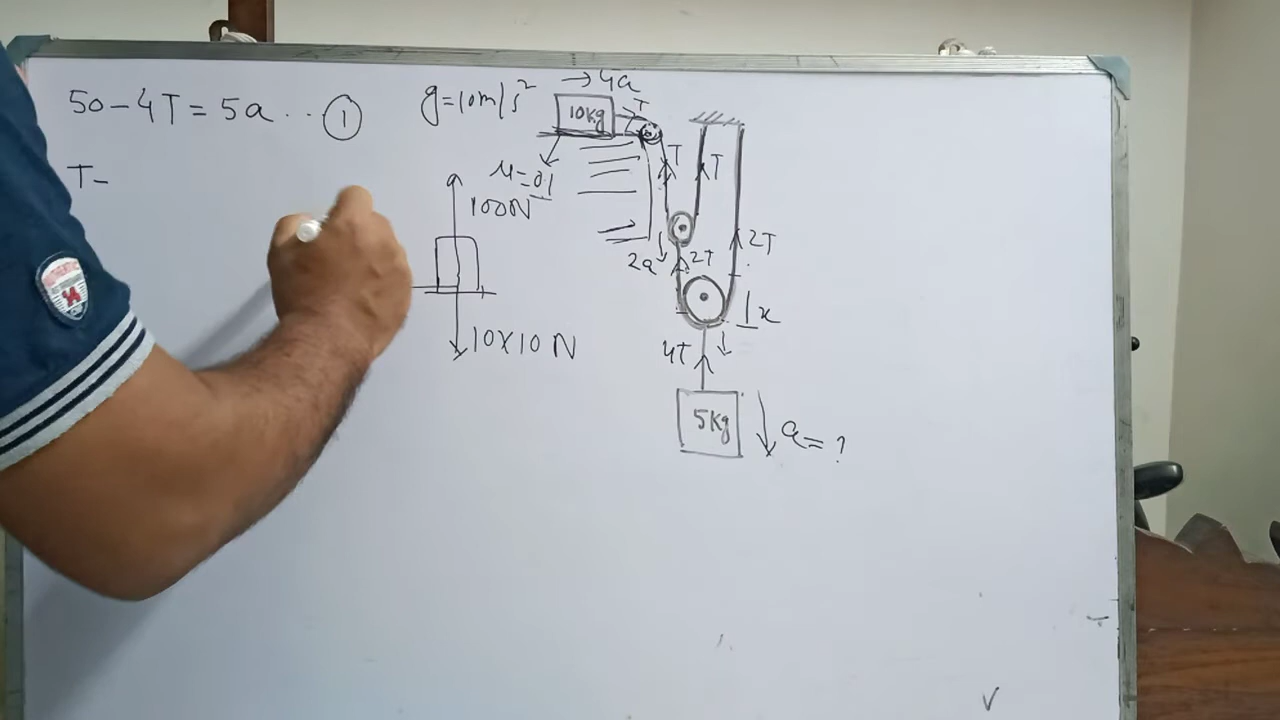 50 - 4T = 5a ... ①
T -
g = 10 m/s²
→ 4a
10kg
T
μ = 0.1
100N
10 x 10 N
T
T
2a
2T
2T
x
4T
5Kg
a = ?